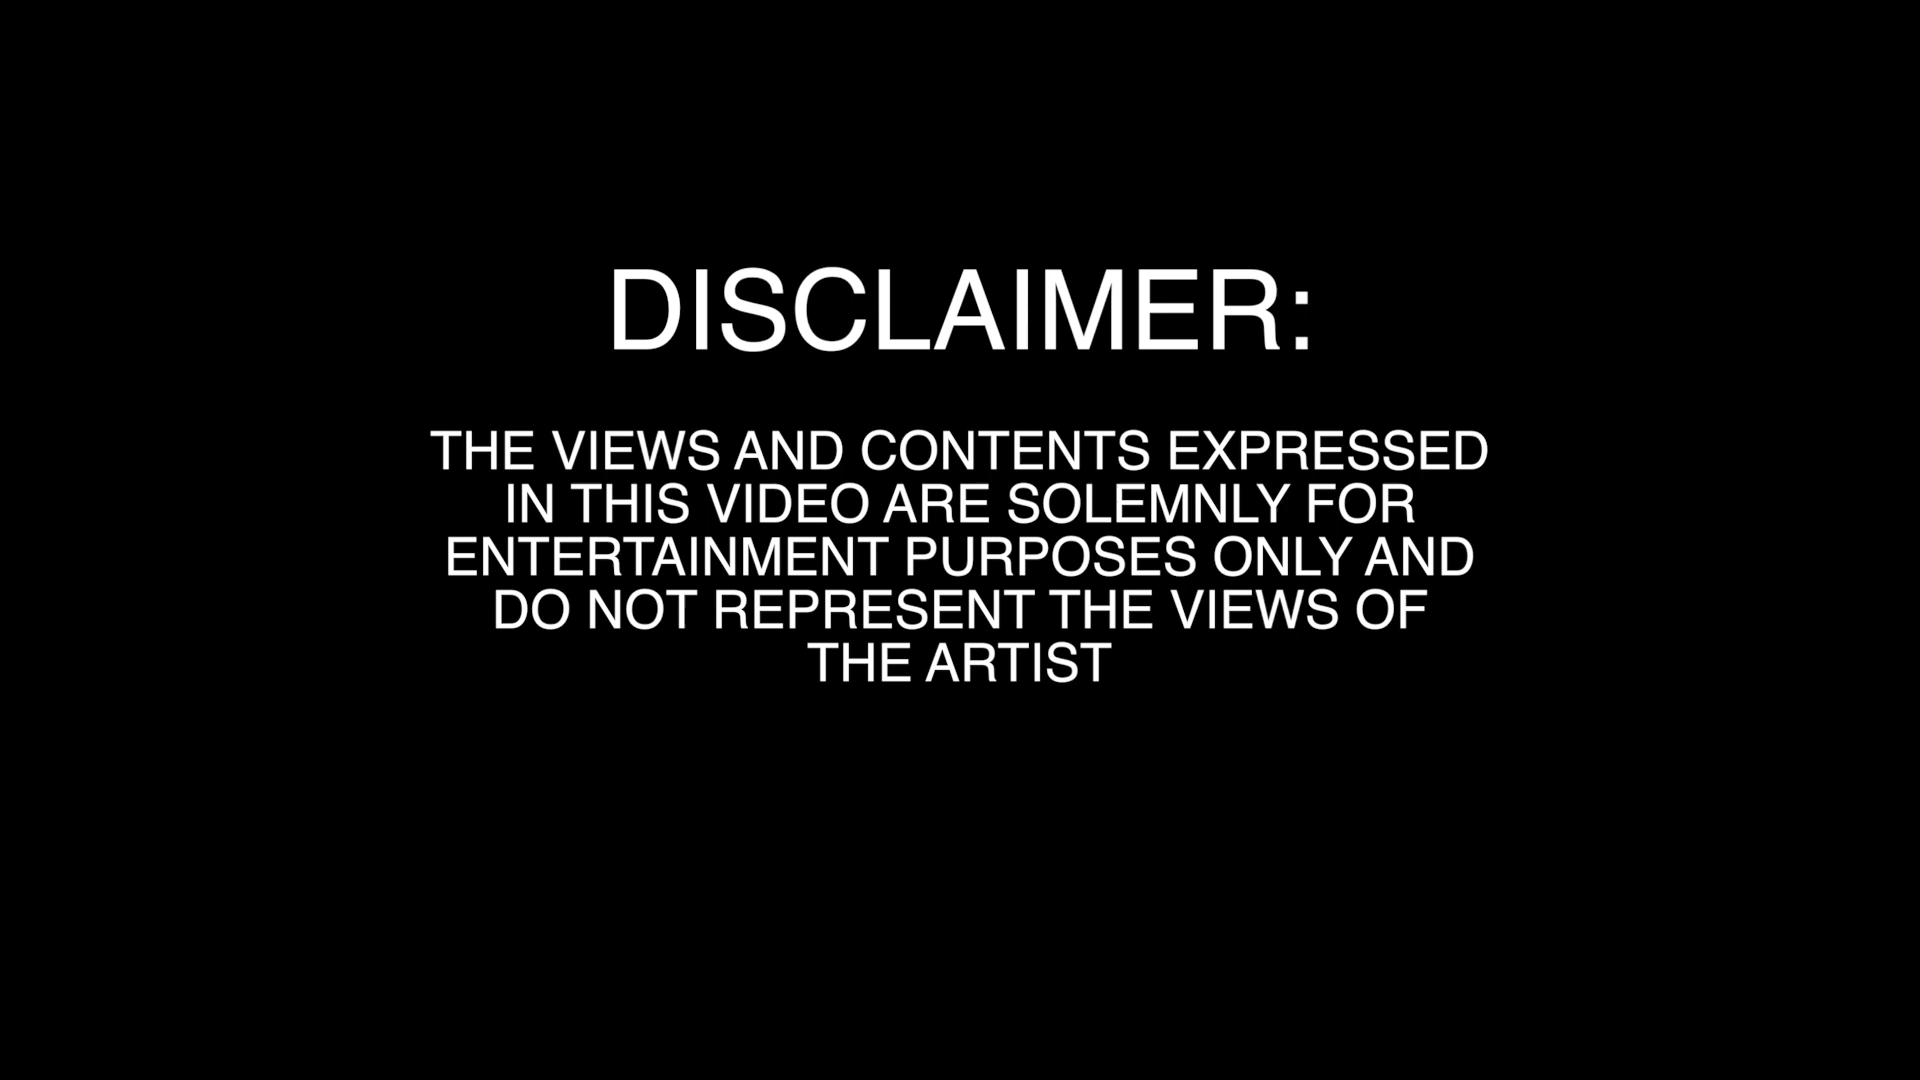 DISCLAIMER:
THE VIEWS AND CONTENTS EXPRESSED
IN THIS VIDEO ARE SOLEMNLY FOR
ENTERTAINMENT PURPOSES ONLY AND
DO NOT REPRESENT THE VIEWS OF
THE ARTIST